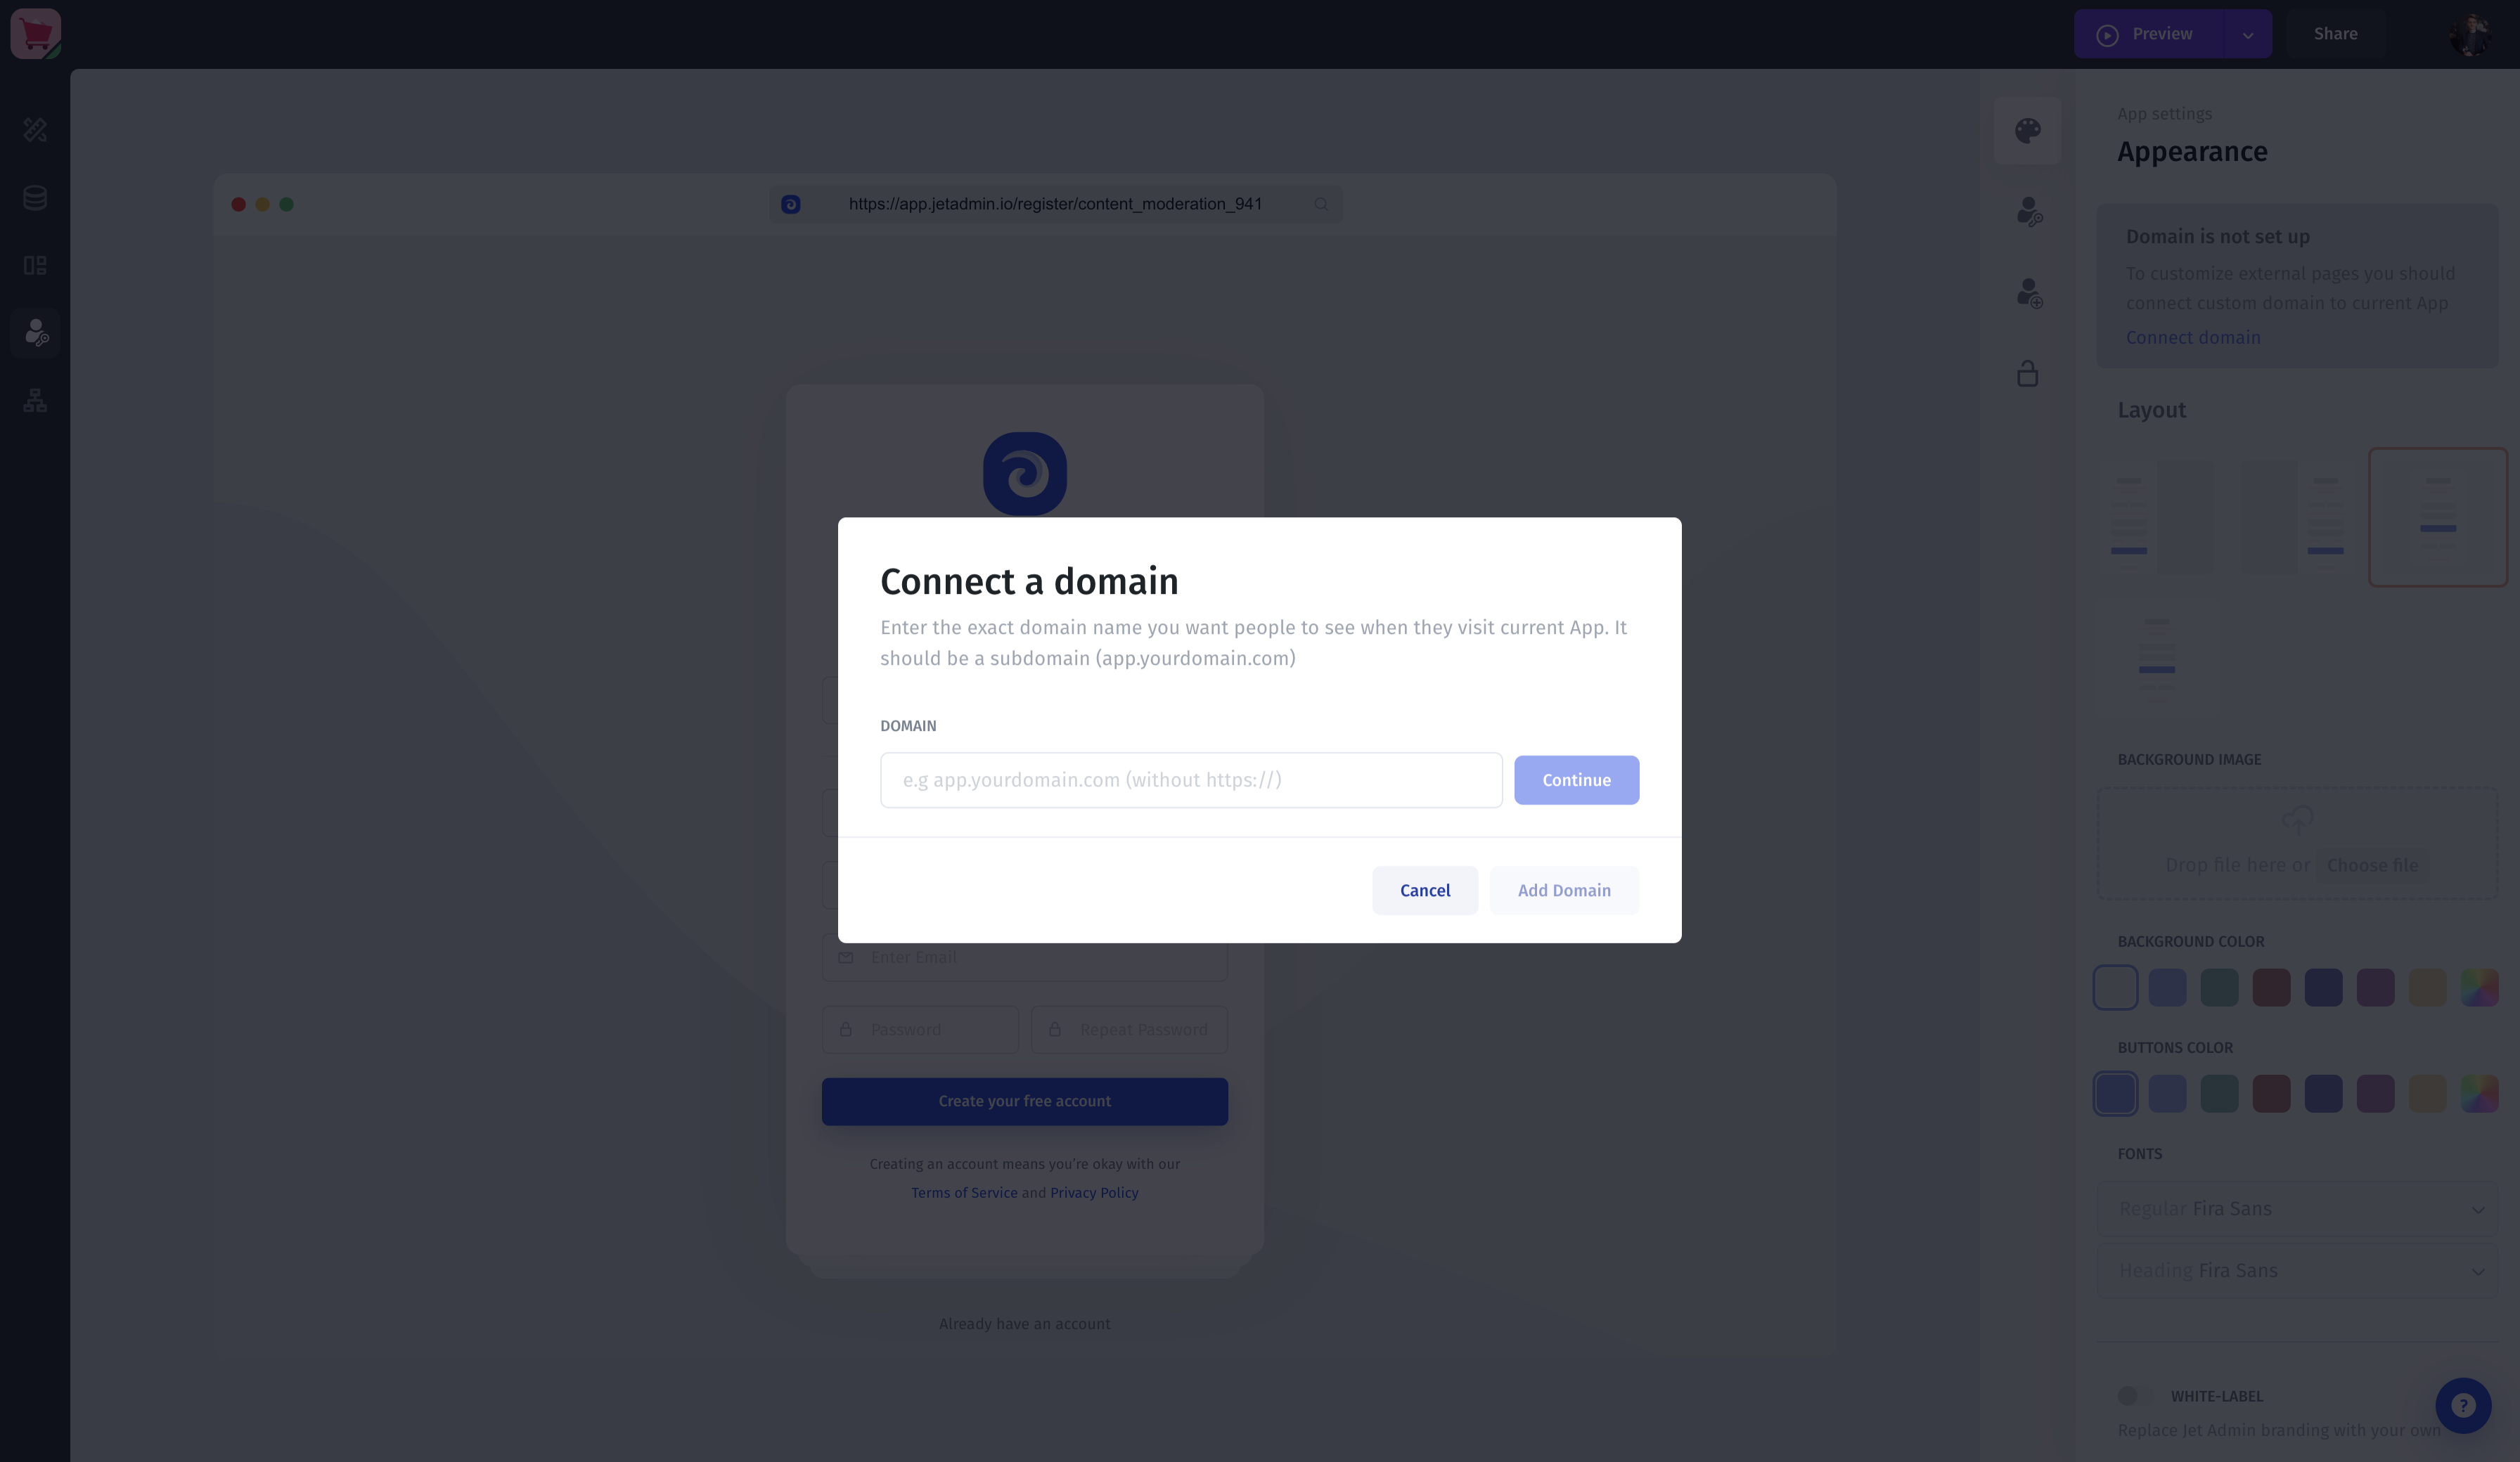 Preview
Share
https://app.jetadmin.io/register/content_moderation_941
App settings
Appearance
Domain is not set up
To customize external pages you should
connect custom domain to current App
Connect domain
Layout
Connect a domain
Enter the exact domain name you want people to see when they visit current App. It
should be a subdomain (app.yourdomain.com)
DOMAIN
e.g app.yourdomain.com (without https://)
Continue
Cancel
Add Domain
Enter Email
Password
Repeat Password
Create your free account
Creating an account means you're okay with our
Terms of Service and Privacy Policy
Already have an account
BACKGROUND IMAGE
Drop file here or Choose file
BACKGROUND COLOR
BUTTONS COLOR
FONTS
Regular Fira Sans
Heading Fira Sans
WHITE-LABEL
Replace Jet Admin branding with your own
?